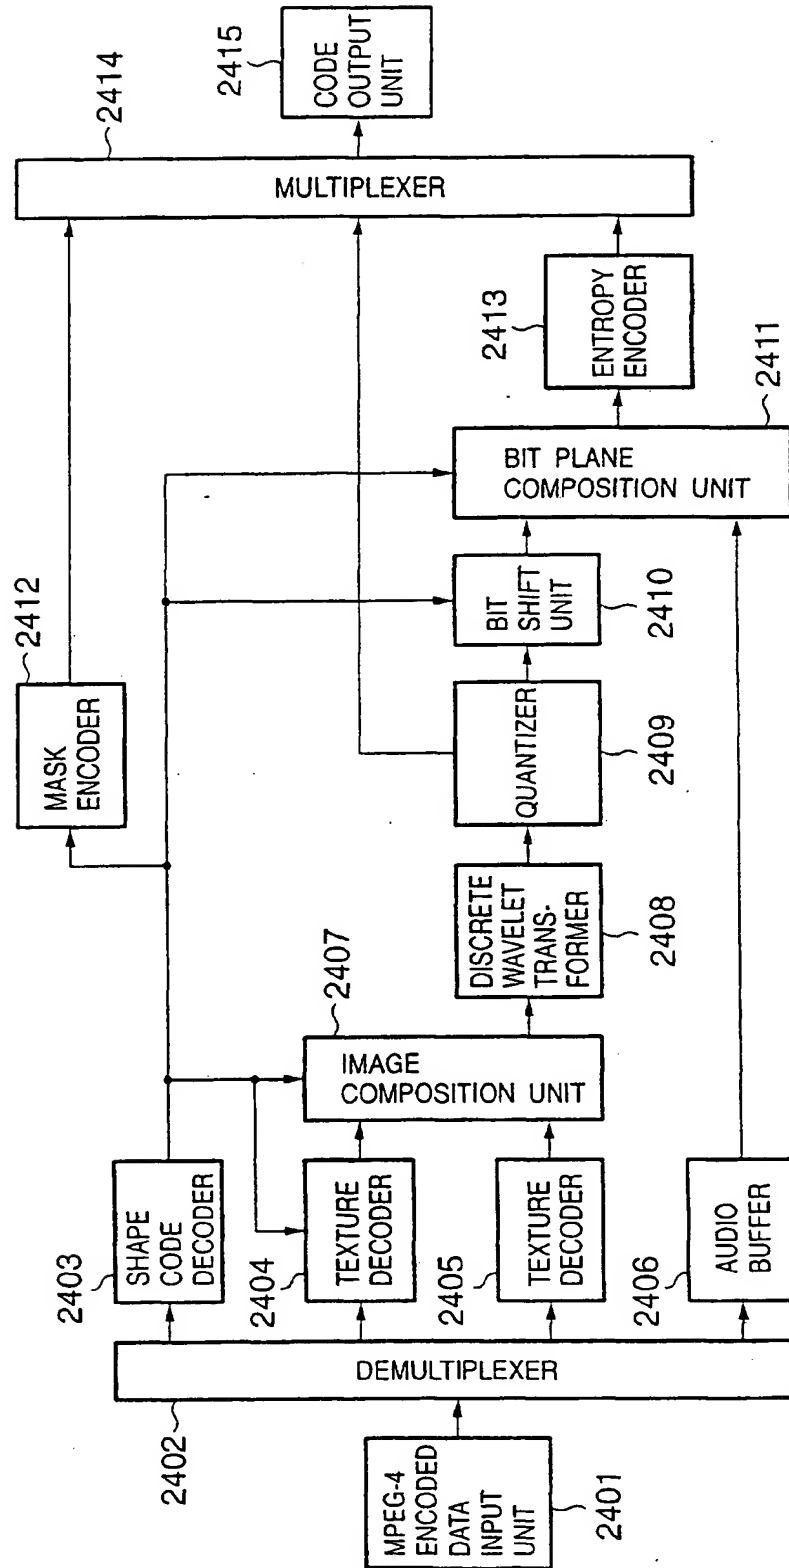 MPEG-4
ENCODED
DATA
INPUT
UNIT
2401
2402
DEMULTIPLEXER
2403
SHAPE
CODE
DECODER
2404
TEXTURE
DECODER
2405
TEXTURE
DECODER
2406
AUDIO
BUFFER
2407
IMAGE
COMPOSITION UNIT
DISCRETE
WAVELET
TRANS-
FORMER
2408
QUANTIZER
2409
BIT
SHIFT
UNIT
2410
2412
MASK
ENCODER
BIT PLANE
COMPOSITION UNIT
2411
2413
ENTROPY
ENCODER
MULTIPLEXER
2414
2415
CODE
OUTPUT
UNIT